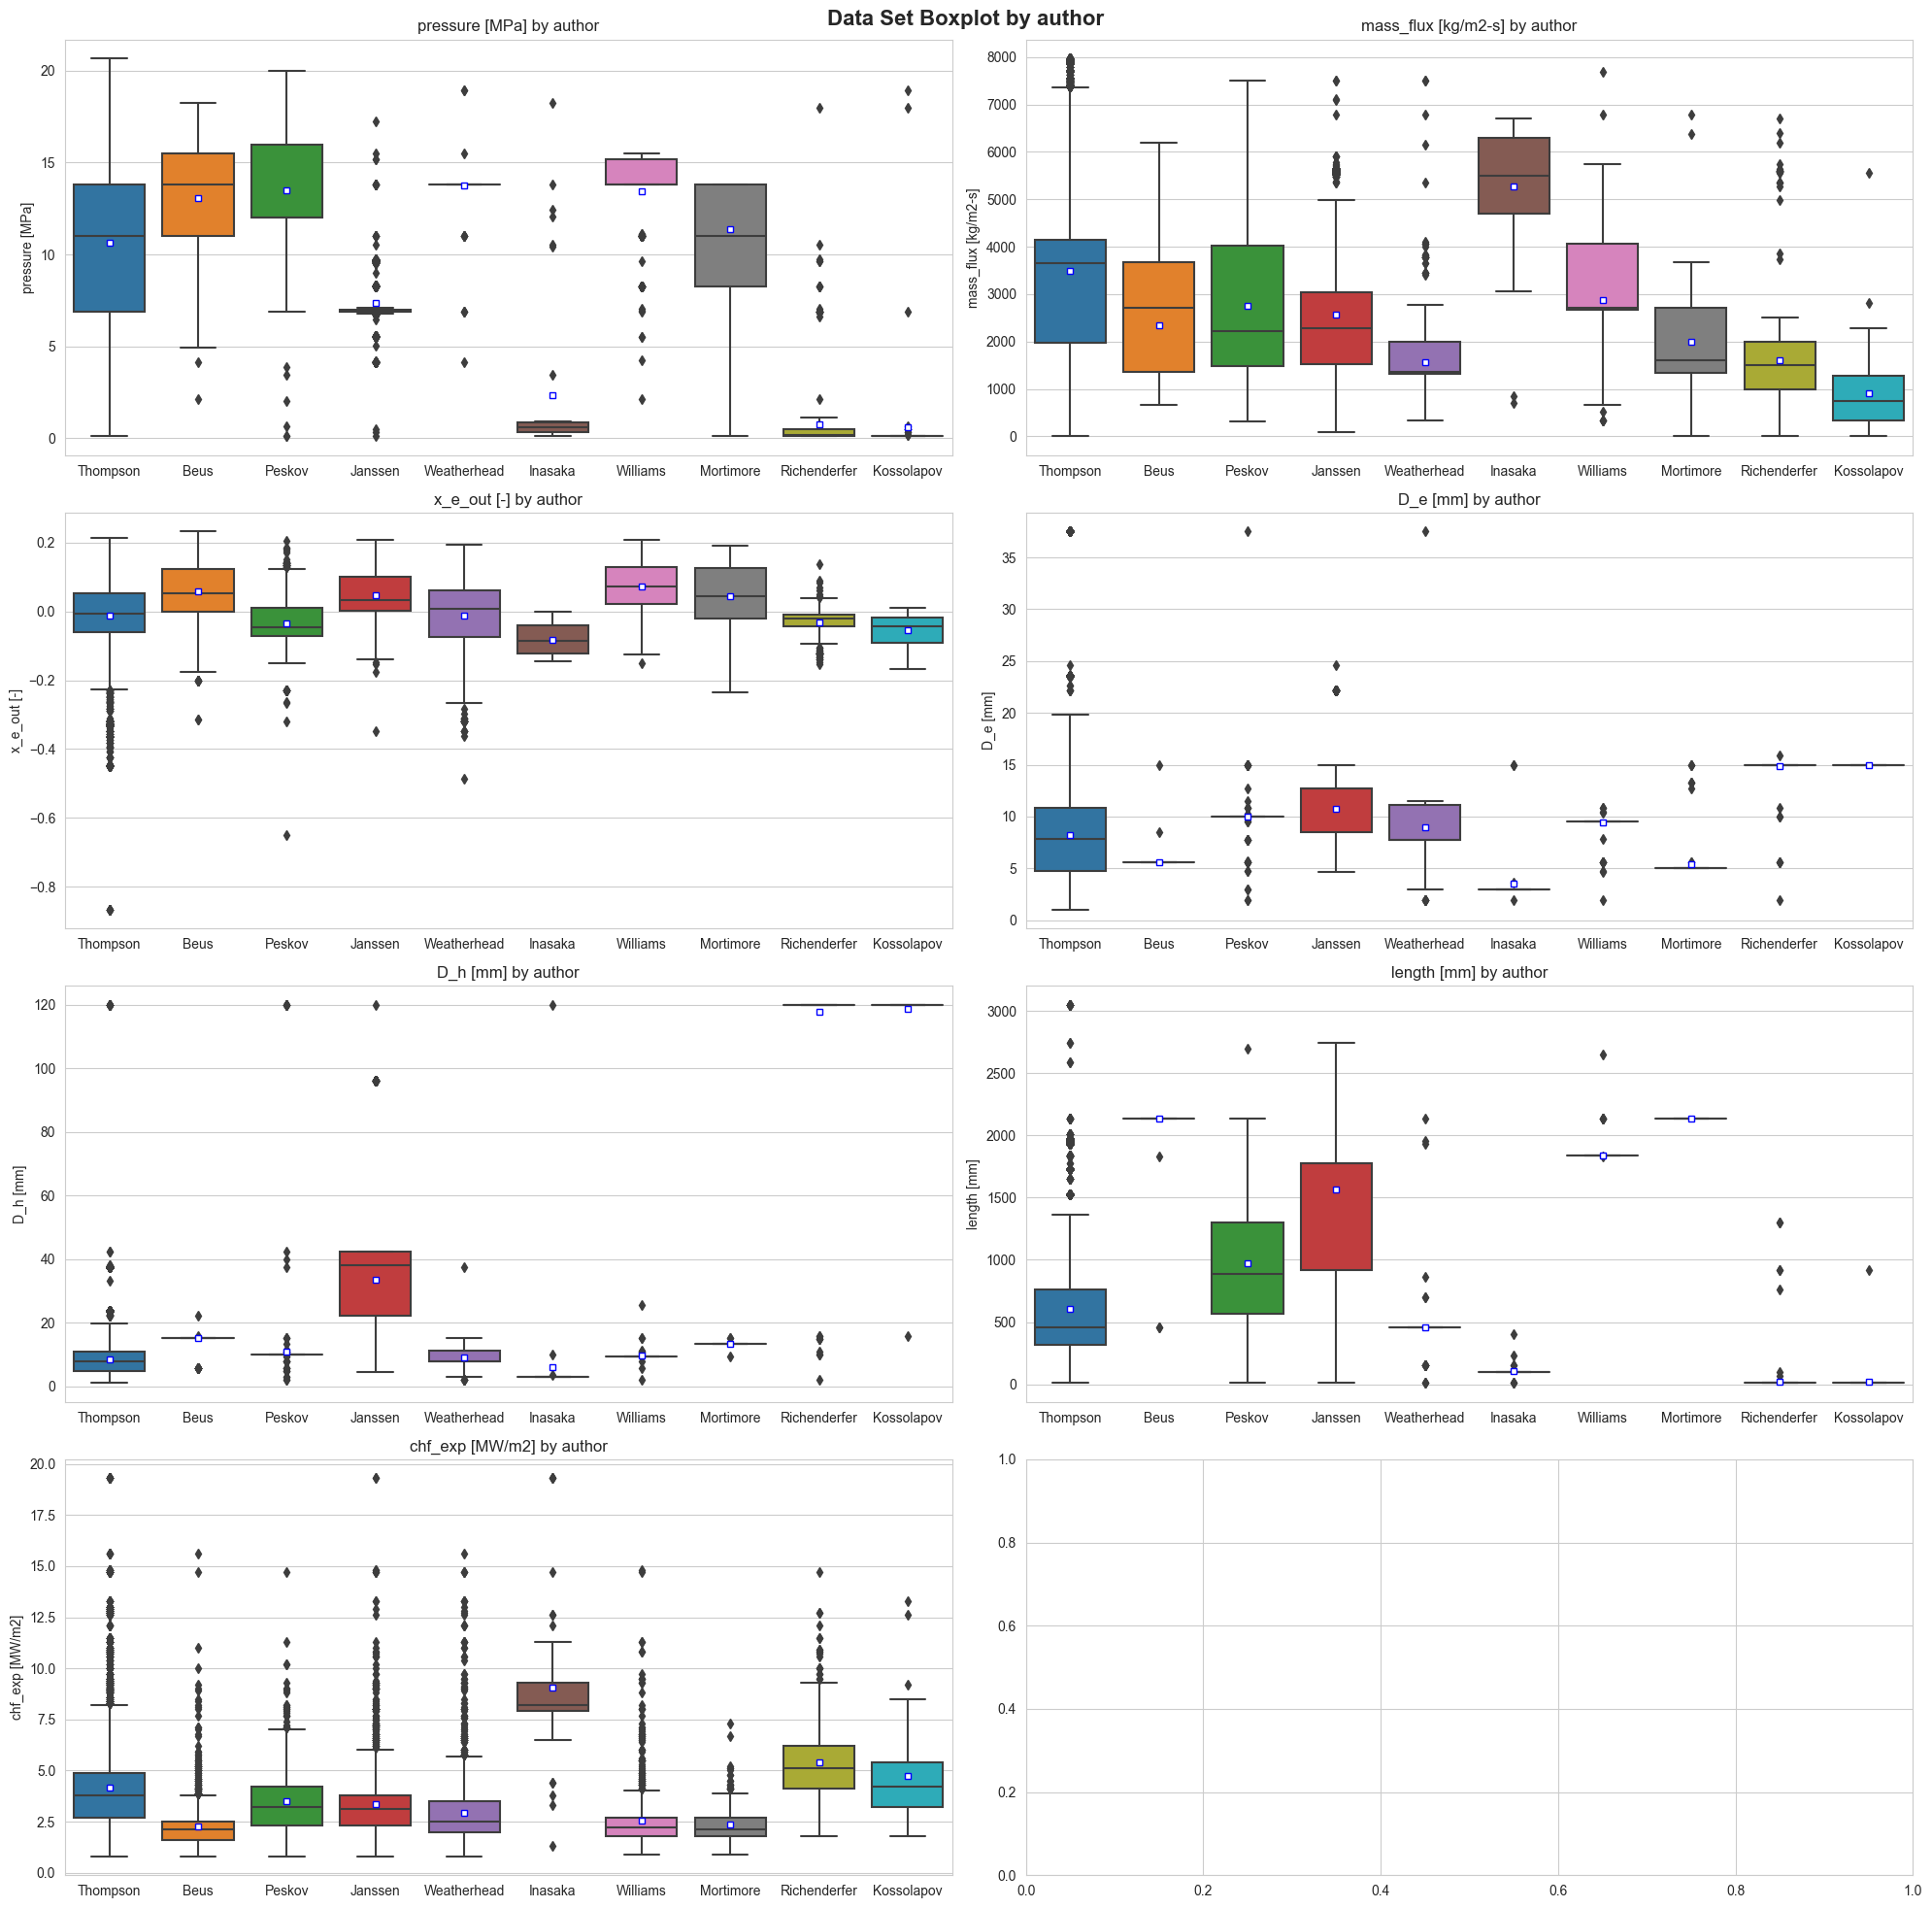 Data Set Boxplot by author
pressure [MPa] by author
pressure [MPa]
20
15
10
5
0
Thompson Beus Peskov Janssen Weatherhead Inasaka Williams Mortimore Richenderfer Kossolapov
mass_flux [kg/m2-s] by author
mass_flux [kg/m2-s]
8000
7000
6000
5000
4000
3000
2000
1000
0
Thompson Beus Peskov Janssen Weatherhead Inasaka Williams Mortimore Richenderfer Kossolapov
x_e_out [-] by author
x_e_out [-]
0.2
0.0
−0.2
−0.4
−0.6
−0.8
Thompson Beus Peskov Janssen Weatherhead Inasaka Williams Mortimore Richenderfer Kossolapov
D_e [mm] by author
D_e [mm]
35
30
25
20
15
10
5
0
Thompson Beus Peskov Janssen Weatherhead Inasaka Williams Mortimore Richenderfer Kossolapov
D_h [mm] by author
D_h [mm]
120
100
80
60
40
20
0
Thompson Beus Peskov Janssen Weatherhead Inasaka Williams Mortimore Richenderfer Kossolapov
length [mm] by author
length [mm]
3000
2500
2000
1500
1000
500
0
Thompson Beus Peskov Janssen Weatherhead Inasaka Williams Mortimore Richenderfer Kossolapov
chf_exp [MW/m2] by author
chf_exp [MW/m2]
20.0
17.5
15.0
12.5
10.0
7.5
5.0
2.5
0.0
Thompson Beus Peskov Janssen Weatherhead Inasaka Williams Mortimore Richenderfer Kossolapov
1.0
0.8
0.6
0.4
0.2
0.0
0.0 0.2 0.4 0.6 0.8 1.0